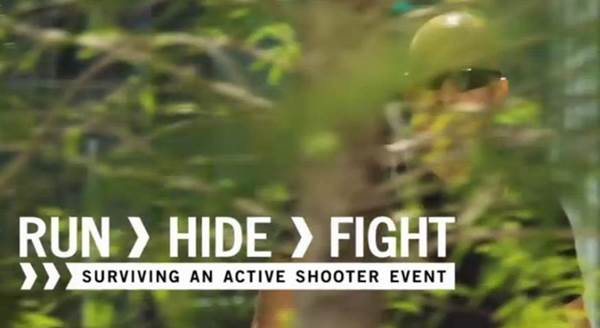 RUN ❯ HIDE ❯ FIGHT
❯❯❯ SURVIVING AN ACTIVE SHOOTER EVENT